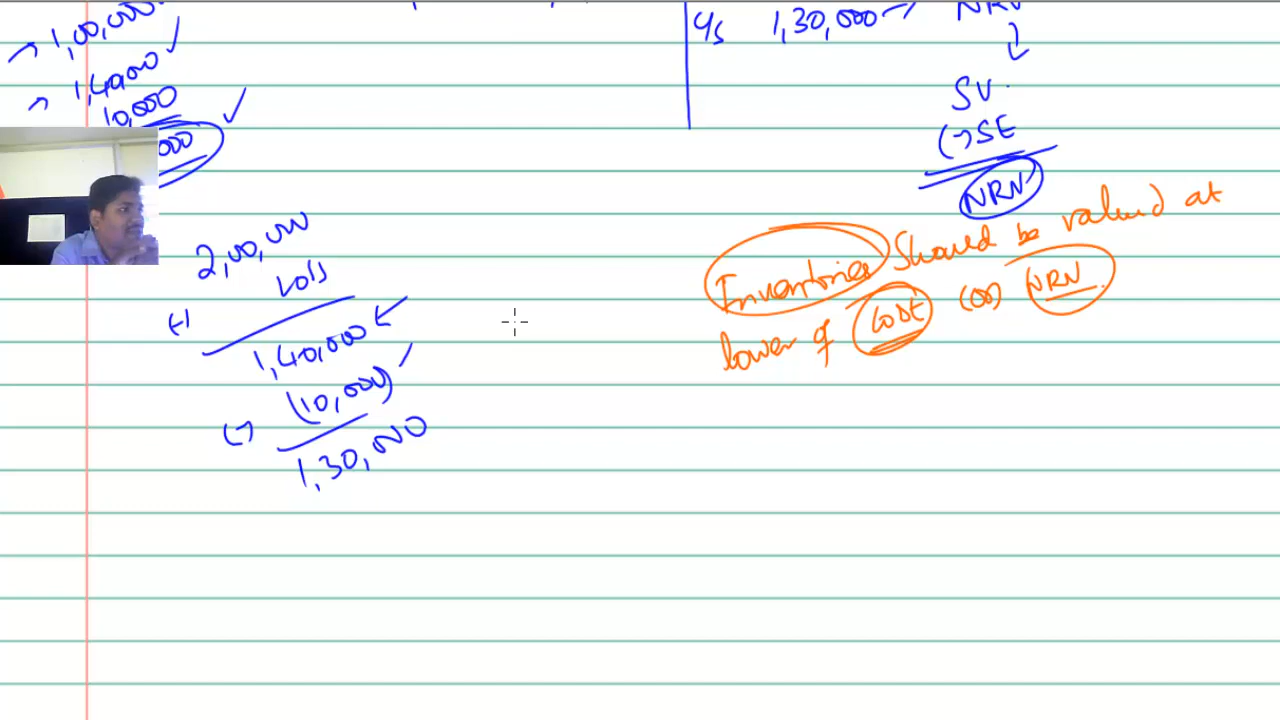 → 1,00,000
→ 1,40,000 ✓
10,000
000 ✓
C/S 1,30,000 → NRV
SV
(-) SE
NRV
2,00,000
(-) Loss
1,40,000 ←
(-) (10,000)
1,30,000
Inventories should be valued at
lower of COST (or) NRV.